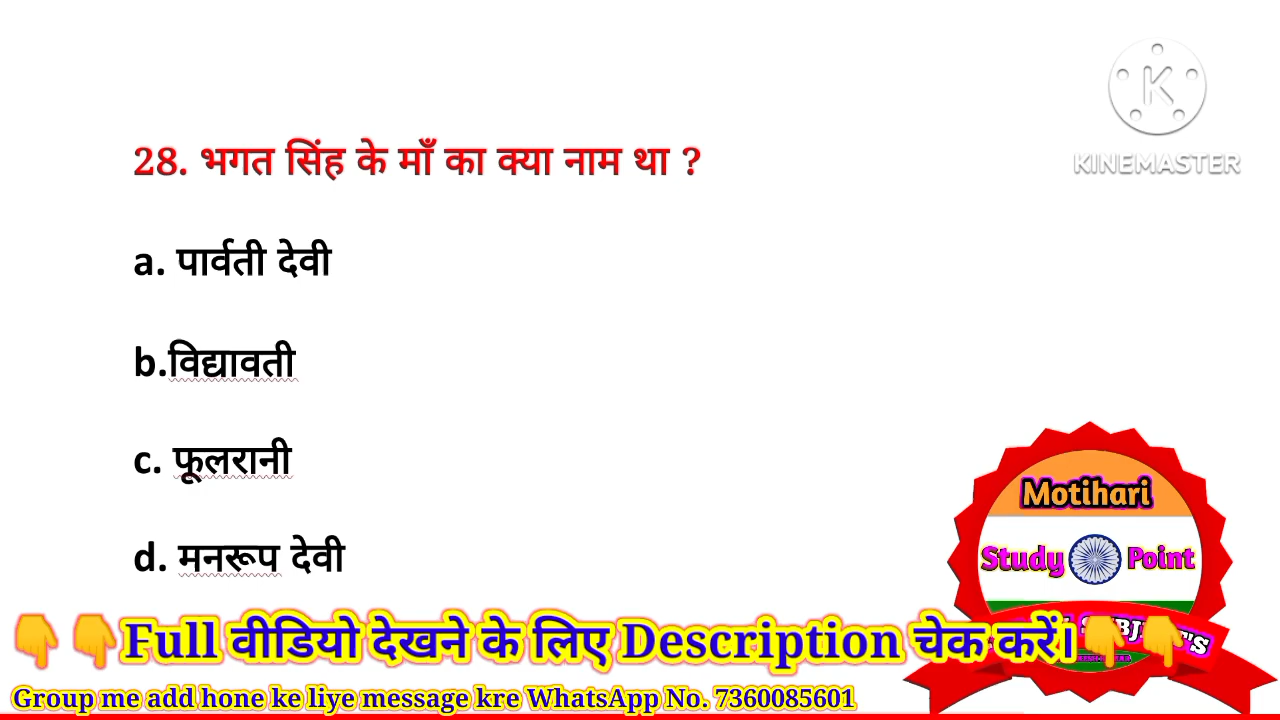 KINEMASTER
28. भगत सिंह के माँ का क्या नाम था ?
a. पार्वती देवी
b.विद्यावती
c. फूलरानी
d. मनरूप देवी
Motihari
Study Point
👇👇Full वीडियो देखने के लिए Description चेक करें।👇👇
Group me add hone ke liye message kre WhatsApp No. 7360085601